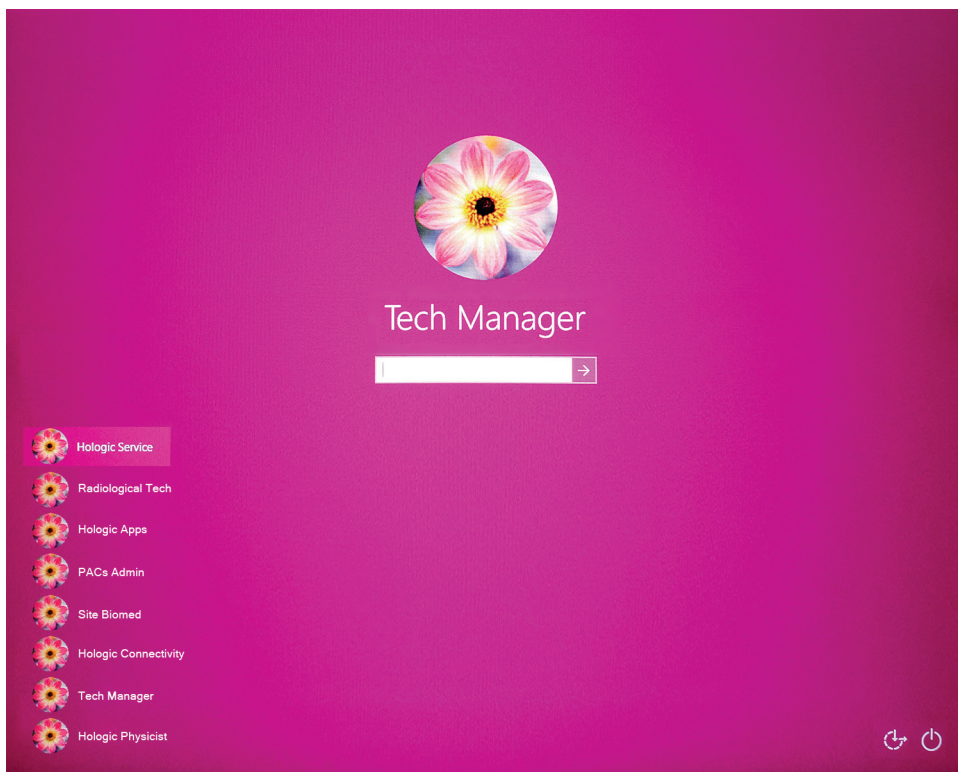 Tech Manager
Hologic Service
Radiological Tech
Hologic Apps
PACs Admin
Site Biomed
Hologic Connectivity
Tech Manager
Hologic Physicist